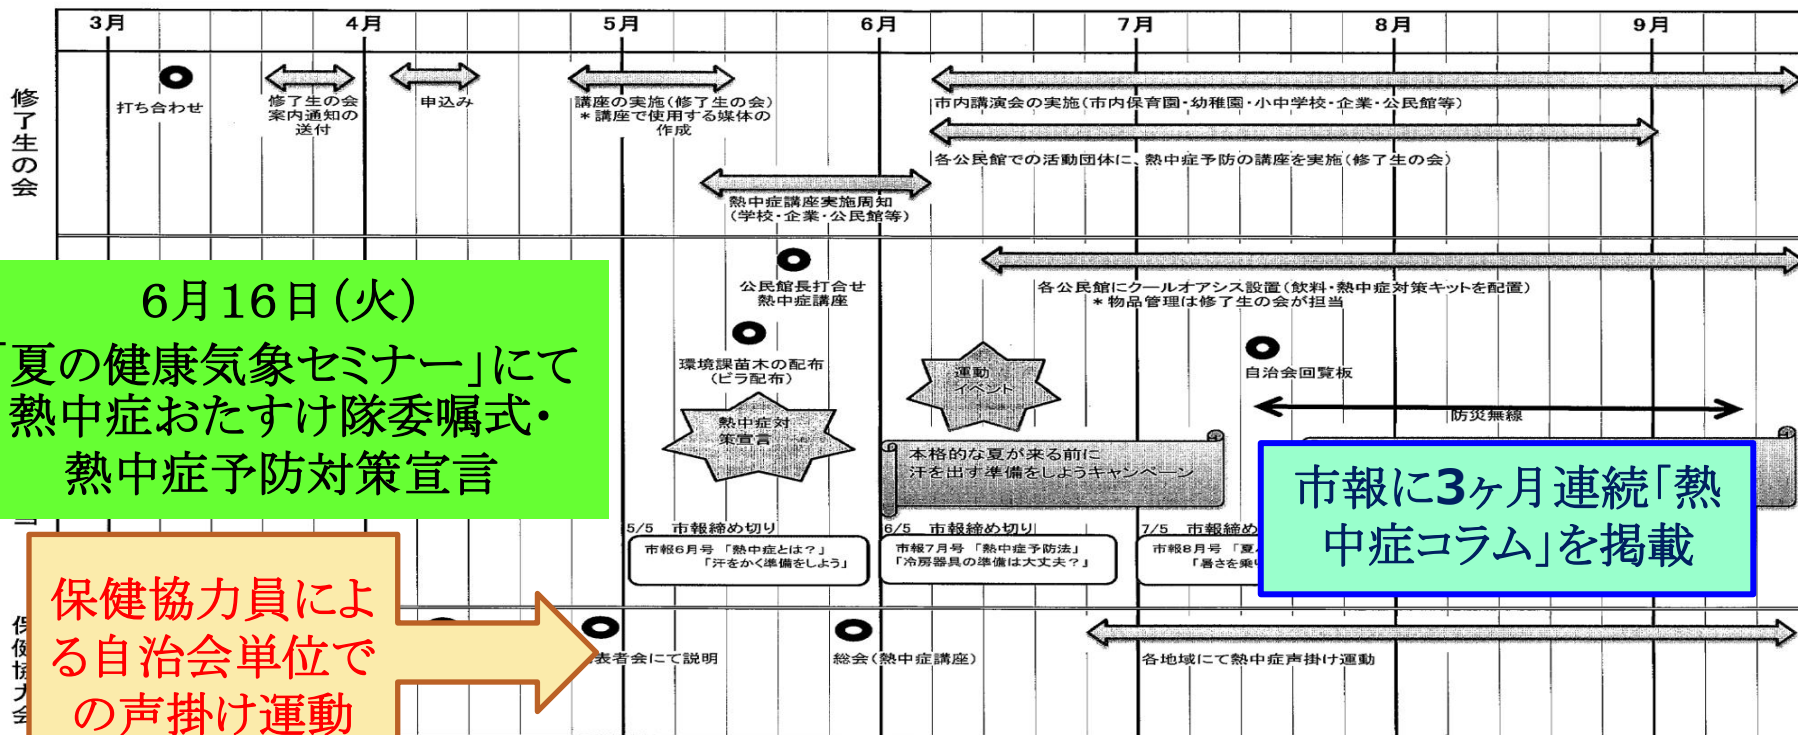 3月
4月
5月
6月
7月
8月
9月
修了生の会
打ち合わせ
修了生の会
案内通知の
送付
申込み
講座の実施(修了生の会)
*講座で使用する媒体の
作成
市内講演会の実施(市内保育園・幼稚園・小中学校・企業・公民館等)
各公民館での活動団体に、熱中症予防の講座を実施(修了生の会)
熱中症講座実施周知
(学校・企業・公民館等)
公民館長打合せ
熱中症講座
各公民館にクールオアシス設置(飲料・熱中症対策キットを配置)
*物品管理は修了生の会が担当
6月16日(火)
「夏の健康気象セミナー」にて
熱中症おたすけ隊委嘱式・
熱中症予防対策宣言
環境課苗木の配布
(ビラ配布)
運動
イベント
自治会回覧板
防災無線
熱中症対
策宣言
本格的な夏が来る前に
汗を出す準備をしようキャンペーン
市報に3ヶ月連続「熱
中症コラム」を掲載
5/5 市報締め切り
6/5 市報締め切り
7/5 市報締め
市報6月号 「熱中症とは?」
「汗をかく準備をしよう」
市報7月号 「熱中症予防法」
「冷房器具の準備は大丈夫?」
市報8月号 「夏
「暑さを乗
保健協力員によ
る自治会単位で
の声掛け運動
保健協力会
表者会にて説明
総会(熱中症講座)
各地域にて熱中症声掛け運動